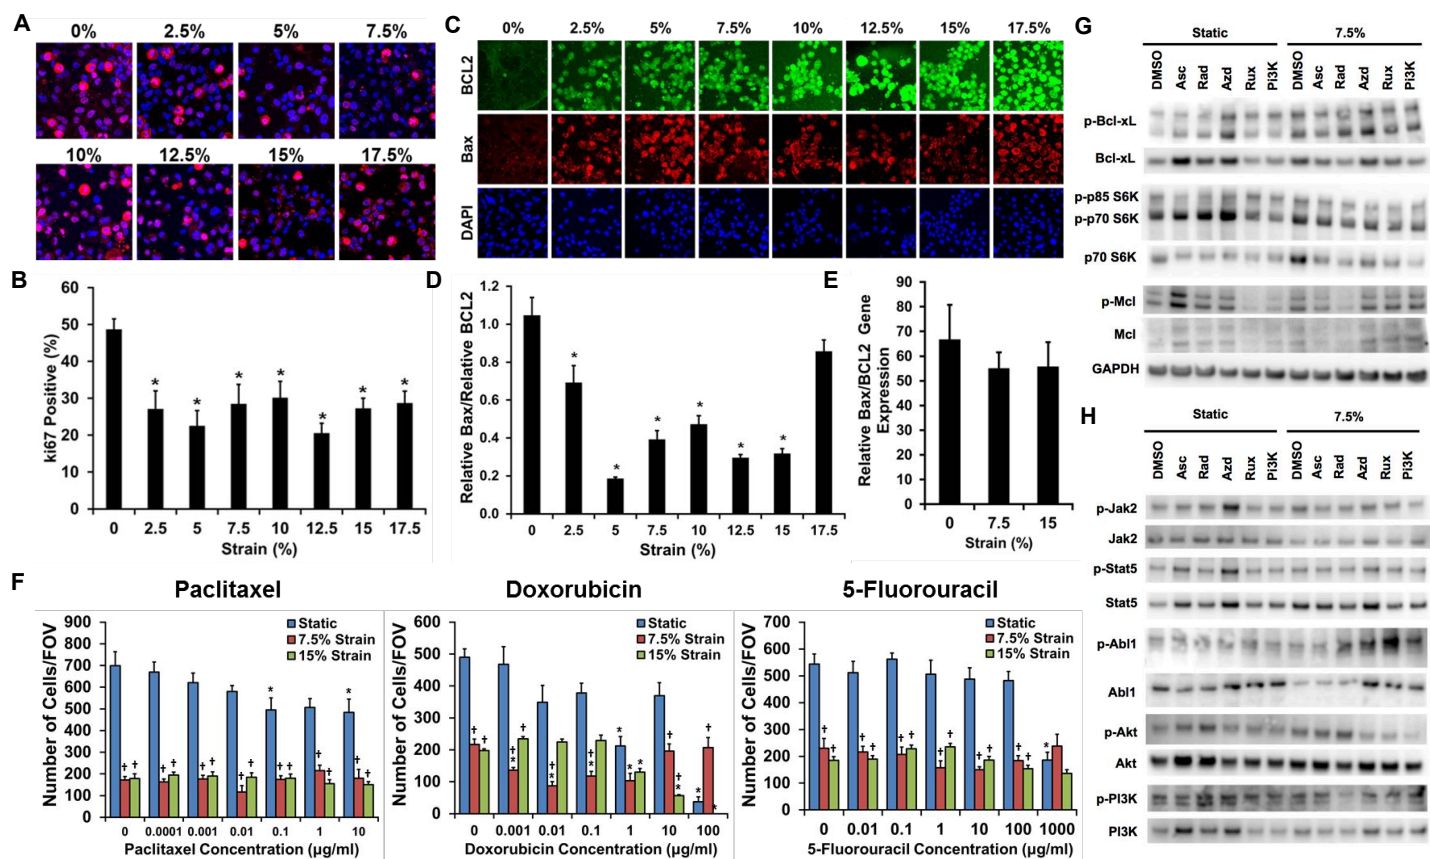 A
0% 2.5% 5% 7.5%
10% 12.5% 15% 17.5%
B
60
50
40
30
20
10
0
ki67 Positive (%)
* * * * * * *
0 2.5 5 7.5 10 12.5 15 17.5
Strain (%)
C
0% 2.5% 5% 7.5% 10% 12.5% 15% 17.5%
BCL2
Bax
DAPI
D
1.2
1.0
0.8
0.6
0.4
0.2
0.0
Relative Bax/Relative BCL2
* * * * * *
0 2.5 5 7.5 10 12.5 15 17.5
Strain (%)
E
90
80
70
60
50
40
30
20
10
0
Relative Bax/BCL2 Gene
Expression
0 7.5 15
Strain (%)
F
Paclitaxel
900
800
700
600
500
400
300
200
100
0
Number of Cells/FOV
Static
7.5% Strain
15% Strain
* *
† † † † † † † † † † † † † †
0 0.0001 0.001 0.01 0.1 1 10
Paclitaxel Concentration (µg/ml)
Doxorubicin
600
500
400
300
200
100
0
Number of Cells/FOV
Static
7.5% Strain
15% Strain
0 0.001 0.01 0.1 1 10 100
Doxorubicin Concentration (µg/ml)
5-Fluorouracil
700
600
500
400
300
200
100
0
Number of Cells/FOV
Static
7.5% Strain
15% Strain
0 0.01 0.1 1 10 100 1000
5-Fluorouracil Concentration (µg/ml)
G
Static 7.5%
DMSO Asc Rad Azd Rux Pi3K DMSO Asc Rad Azd Rux Pi3K
p-Bcl-xL
Bcl-xL
p-p85 S6K
p-p70 S6K
p70 S6K
p-Mcl
Mcl
GAPDH
H
Static 7.5%
DMSO Asc Rad Azd Rux Pi3K DMSO Asc Rad Azd Rux Pi3K
p-Jak2
Jak2
p-Stat5
Stat5
p-Abl1
Abl1
p-Akt
Akt
p-PI3K
PI3K